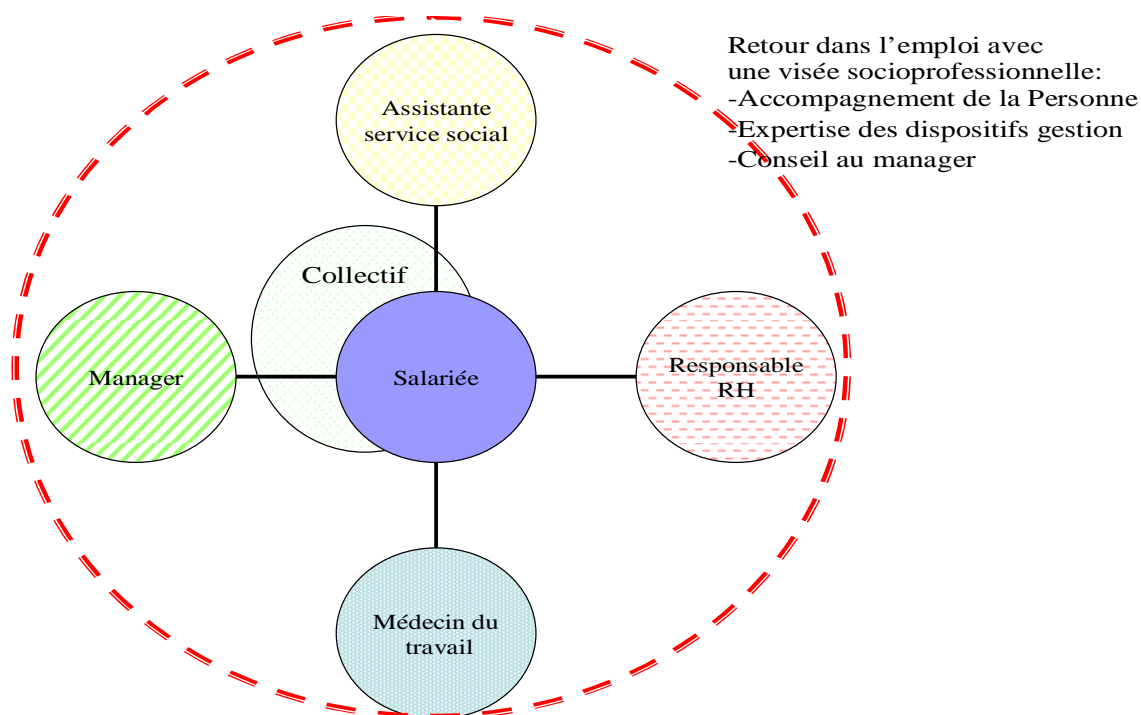 Retour dans l’emploi avec
une visée socioprofessionnelle:
-Accompagnement de la Personne
-Expertise des dispositifs gestion
-Conseil au manager
Assistante
service social
Collectif
Manager
Salariée
Responsable
RH
Médecin du
travail